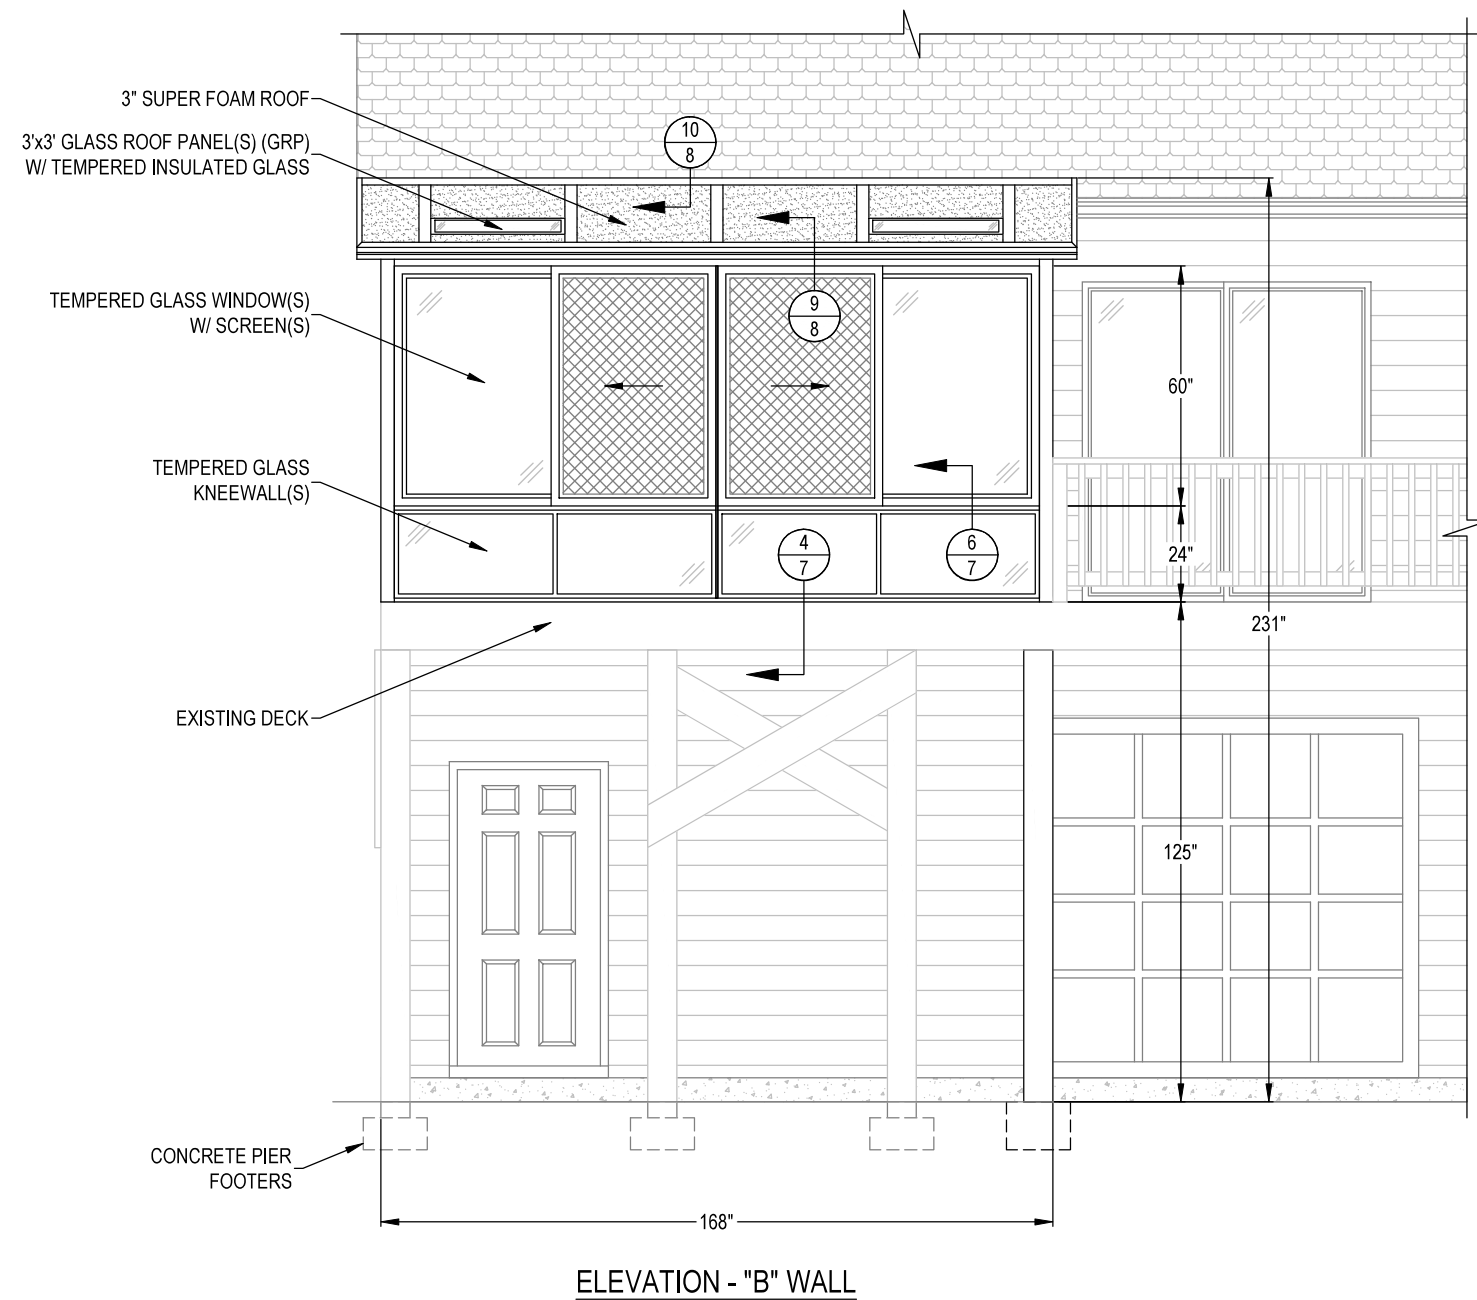 3" SUPER FOAM ROOF
3'x3' GLASS ROOF PANEL(S) (GRP)
W/ TEMPERED INSULATED GLASS
10
8
TEMPERED GLASS WINDOW(S)
W/ SCREEN(S)
9
8
60"
TEMPERED GLASS
KNEEWALL(S)
4
7
6
7
24"
231"
EXISTING DECK
125"
CONCRETE PIER
FOOTERS
168"
ELEVATION - "B" WALL